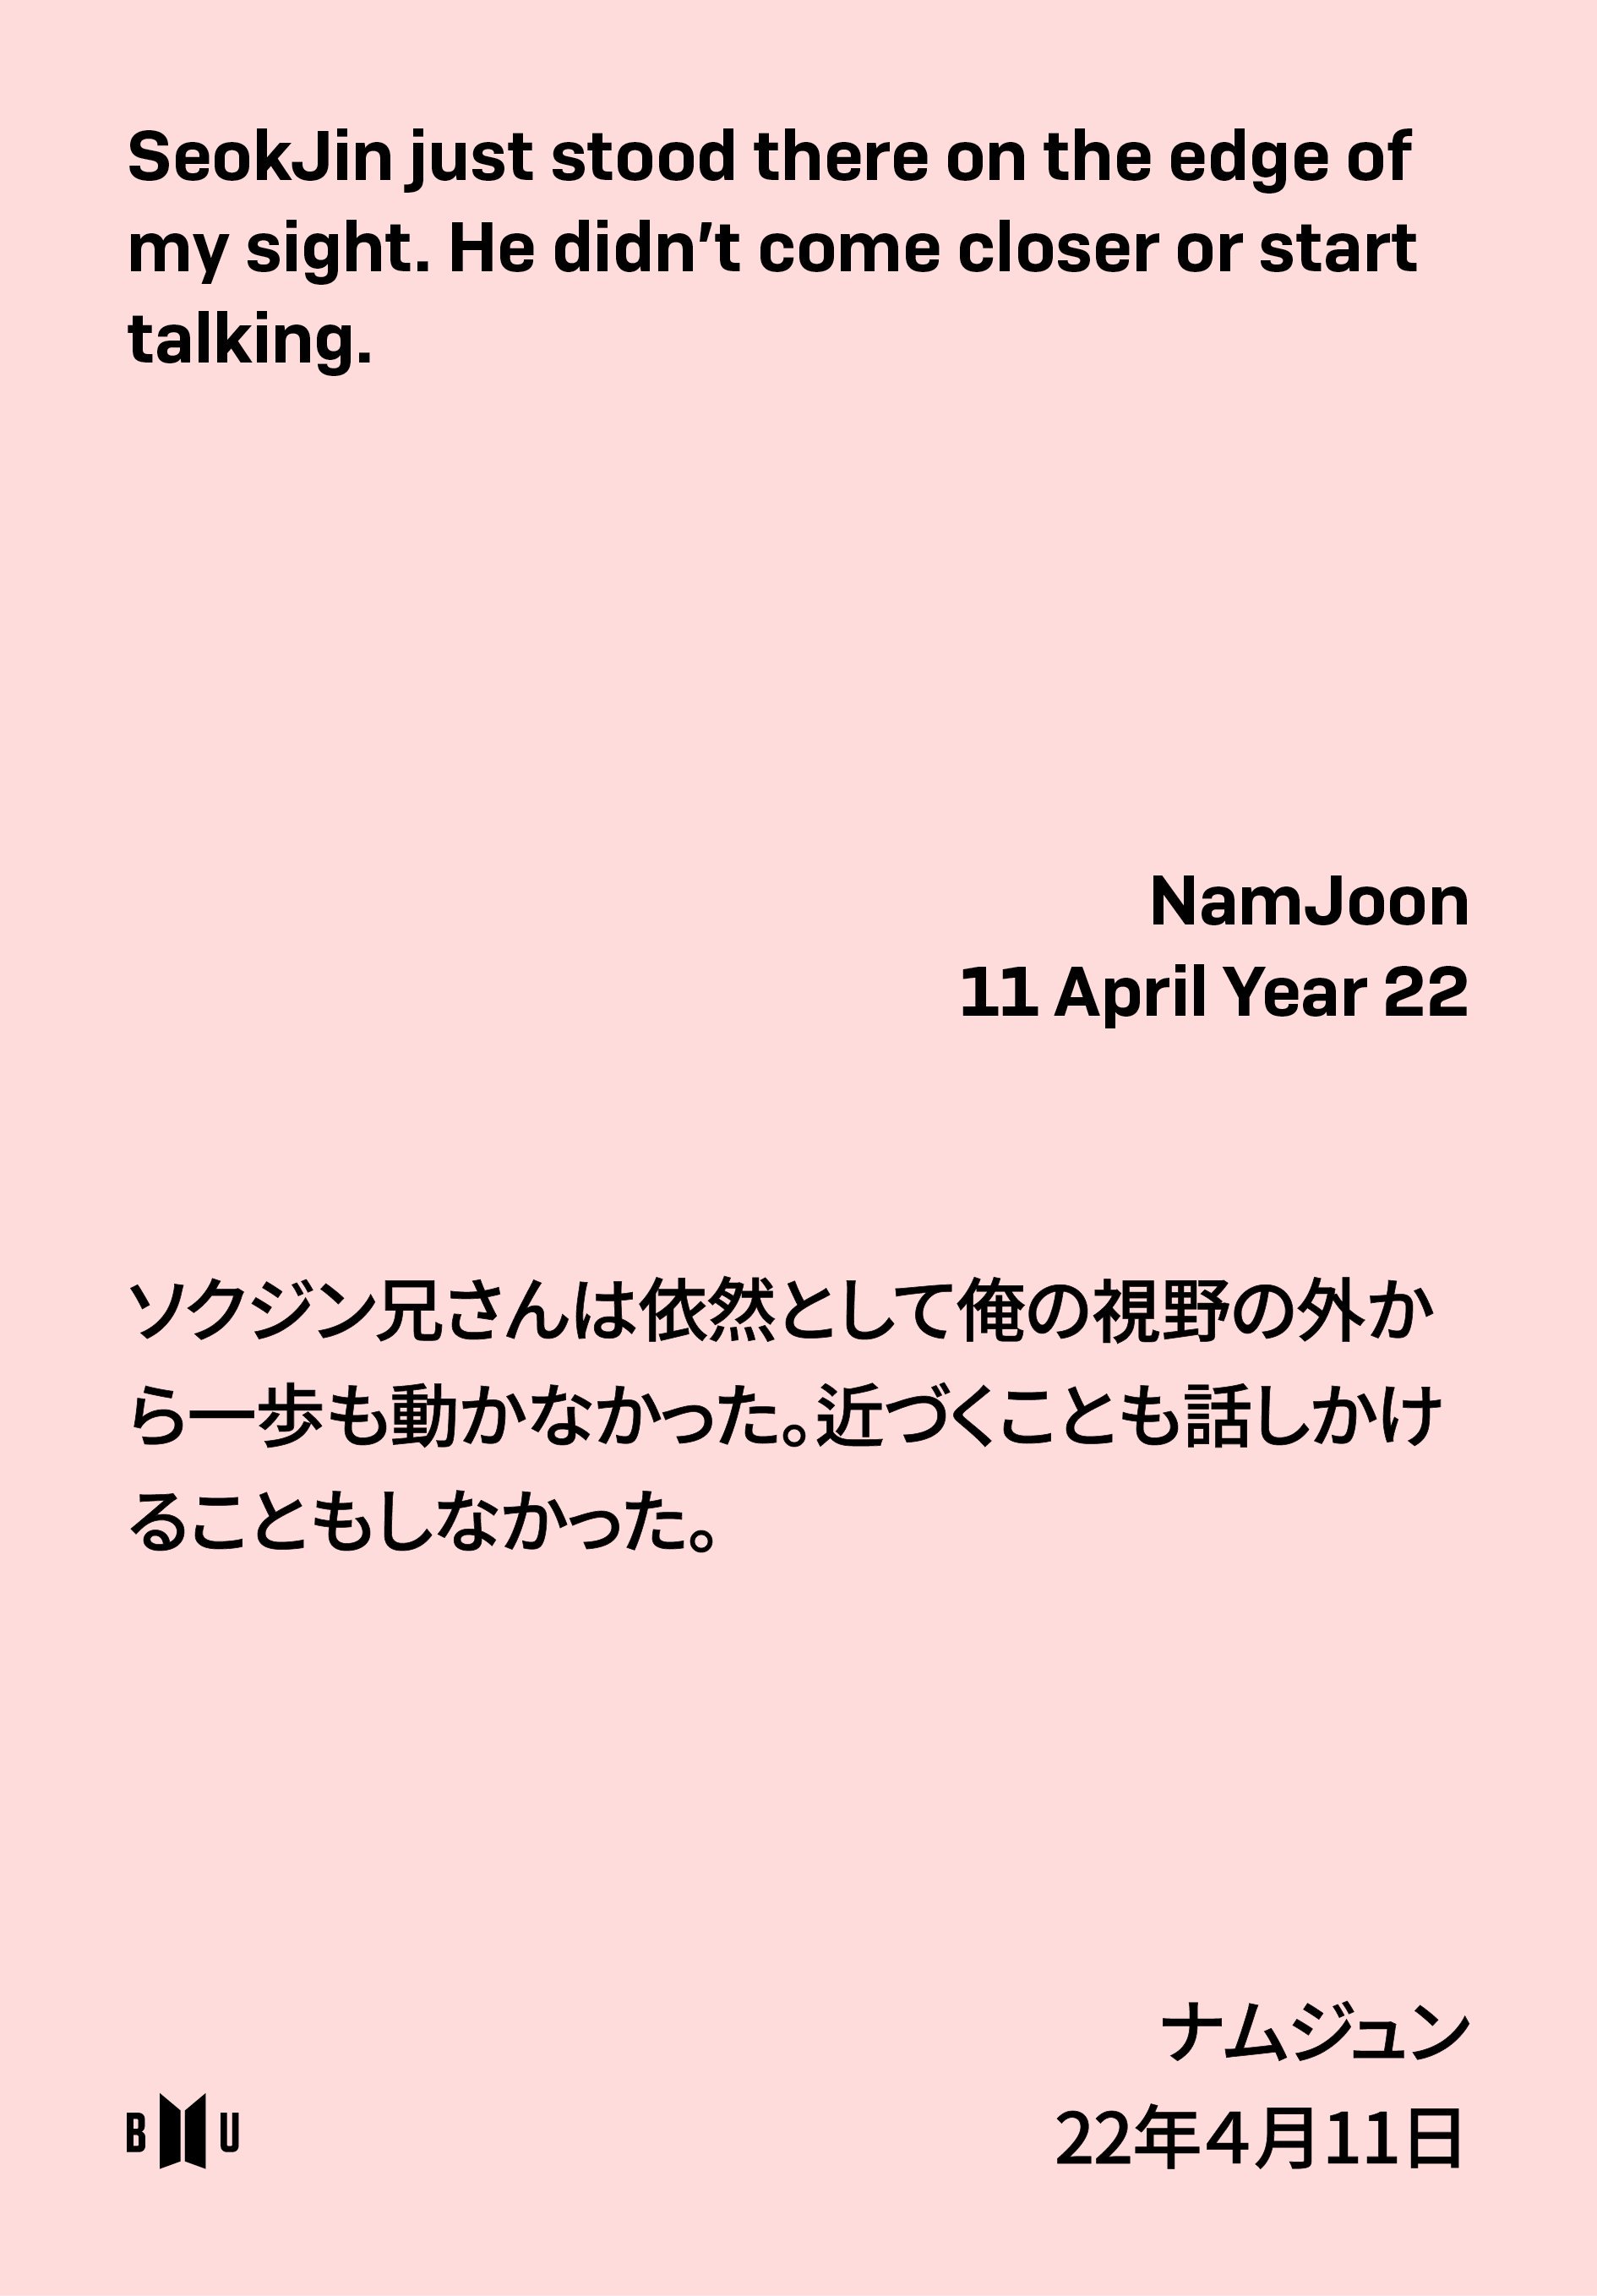 SeokJin just stood there on the edge of
my sight. He didn’t come closer or start
talking.
NamJoon
11 April Year 22
ソクジン兄さんは依然として俺の視野の外か
ら一歩も動かなかった。近づくことも話しかけ
ることもしなかった。
ナムジュン
22年4月11日
B U